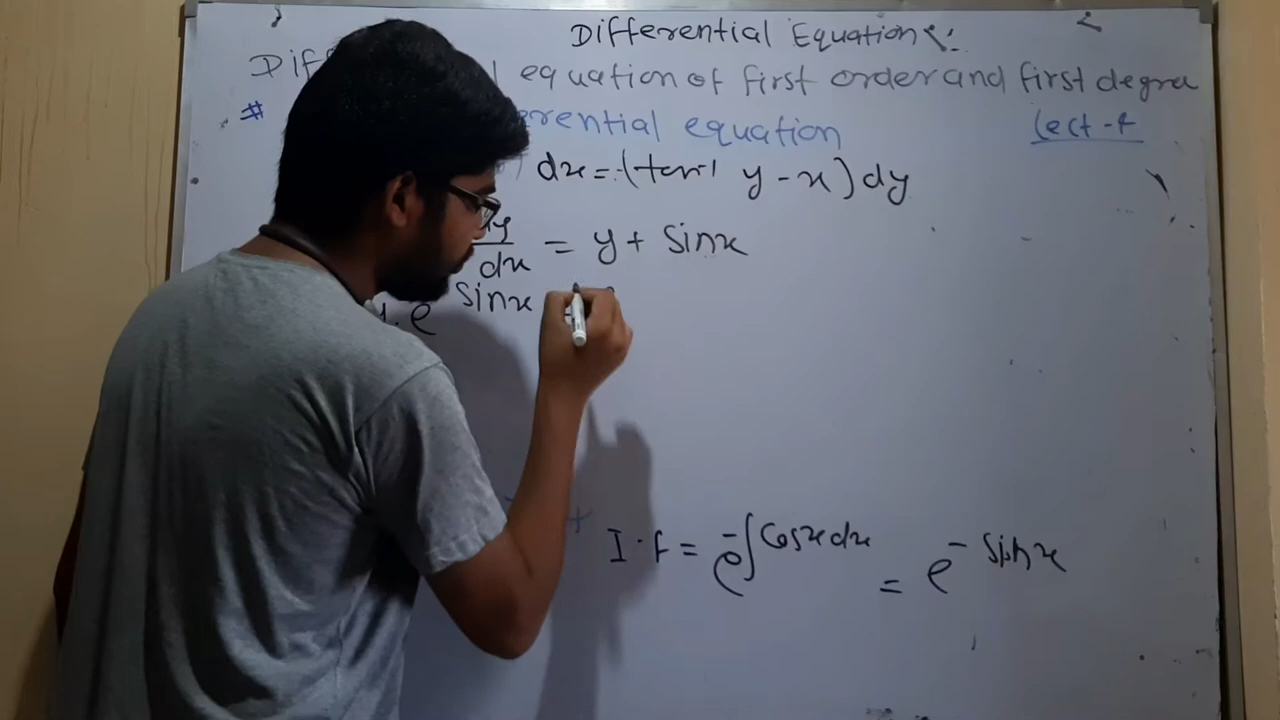 Differential Equation :
Diff equation of first order and first degree
# erential equation Lect - 4
dx = (tan-1 y - x) dy
dy/dx = y + sinx
y. e sinx
I.f = e -∫cosx dx = e - sinx